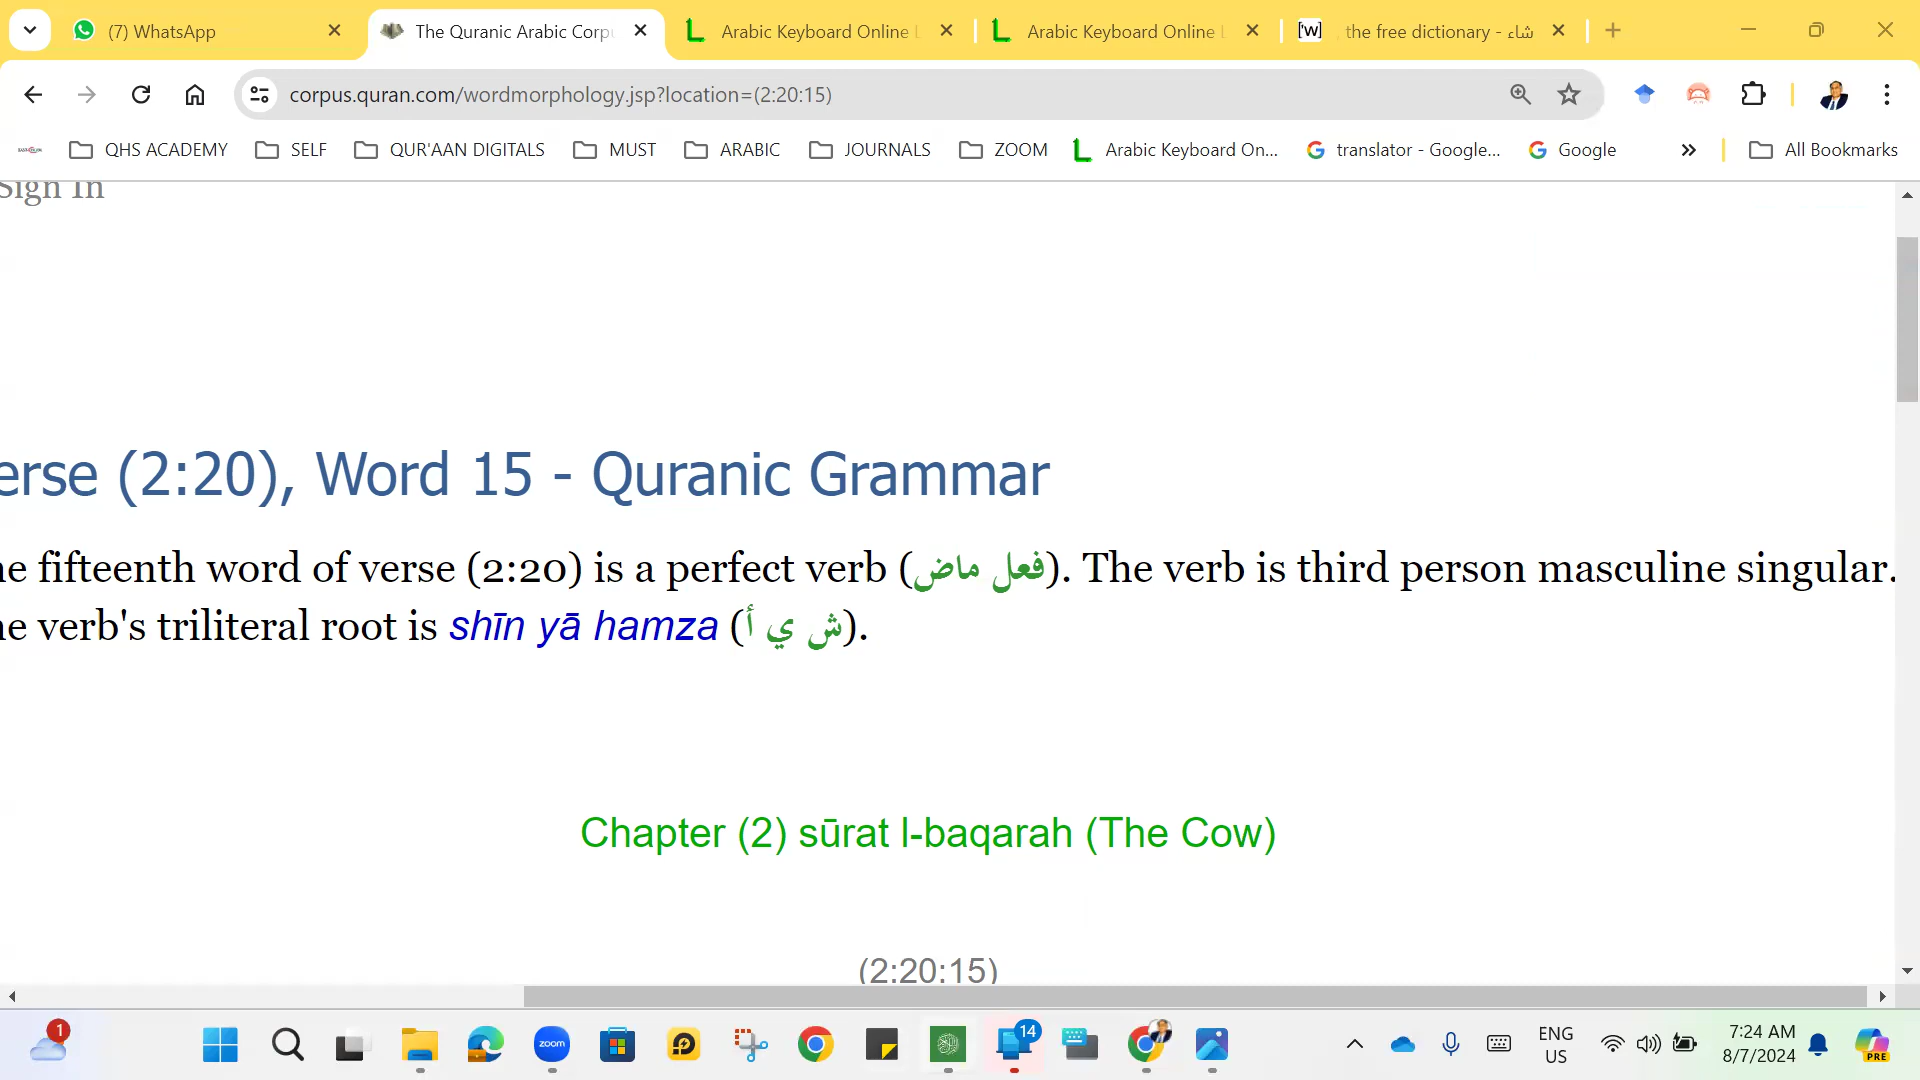 (7) WhatsApp
The Quranic Arabic Corp
Arabic Keyboard Online
Arabic Keyboard Online
the free dictionary - شاء
corpus.quran.com/wordmorphology.jsp?location=(2:20:15)
QHS ACADEMY
SELF
QUR'AAN DIGITALS
MUST
ARABIC
JOURNALS
ZOOM
Arabic Keyboard On...
translator - Google...
Google
All Bookmarks
Sign In
erse (2:20), Word 15 - Quranic Grammar
e fifteenth word of verse (2:20) is a perfect verb (فعل ماض). The verb is third person masculine singular.
e verb's triliteral root is shīn yā hamza (ش ي أ).
Chapter (2) sūrat l-baqarah (The Cow)
(2:20:15)
1
zoom
14
ENG
US
7:24 AM
8/7/2024
PRE